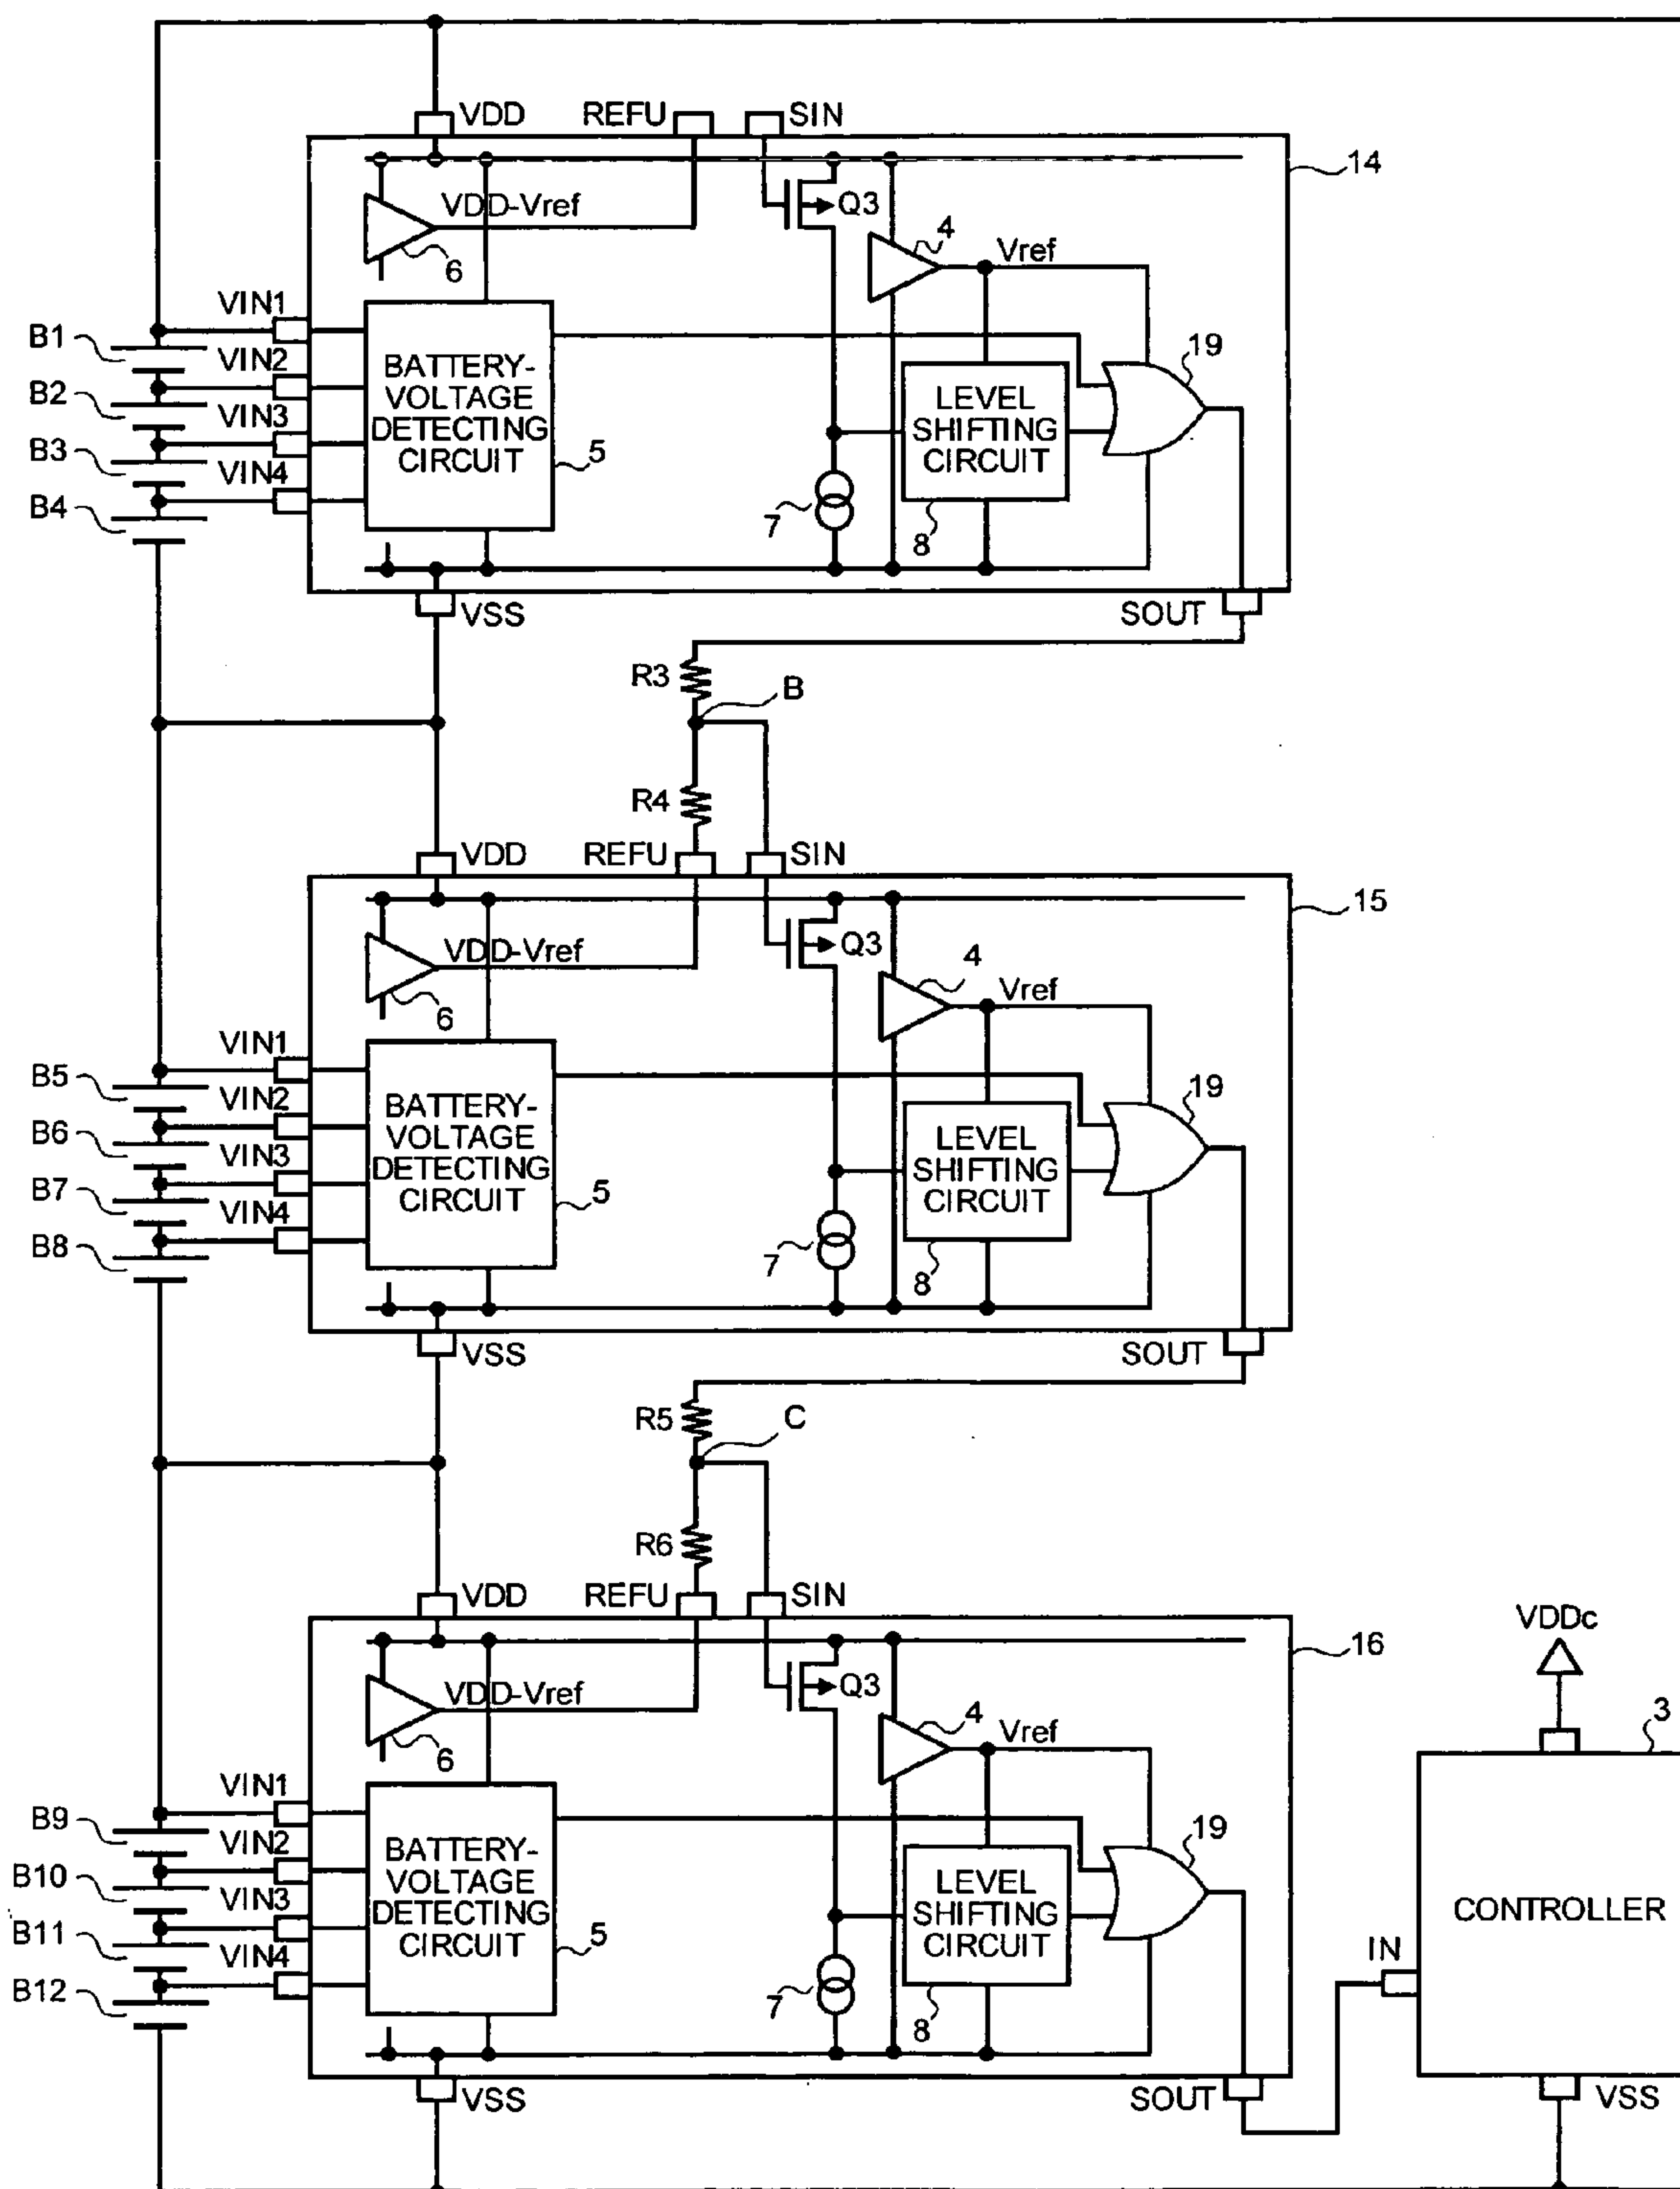 VDD
REFU
SIN
14
VDD-Vref
Q3
4
Vref
6
VIN1
B1
VIN2
B2
VIN3
B3
VIN4
B4
BATTERY-
VOLTAGE
DETECTING
CIRCUIT
5
LEVEL
SHIFTING
CIRCUIT
19
7
8
VSS
SOUT
R3
B
R4
VDD
REFU
SIN
15
VDD-Vref
Q3
4
Vref
6
VIN1
B5
VIN2
B6
VIN3
B7
VIN4
B8
BATTERY-
VOLTAGE
DETECTING
CIRCUIT
5
LEVEL
SHIFTING
CIRCUIT
19
7
8
VSS
SOUT
R5
C
R6
VDD
REFU
SIN
16
VDD-Vref
Q3
4
Vref
6
VIN1
B9
VIN2
B10
VIN3
B11
VIN4
B12
BATTERY-
VOLTAGE
DETECTING
CIRCUIT
5
LEVEL
SHIFTING
CIRCUIT
19
7
8
VSS
SOUT
VDDc
3
CONTROLLER
IN
VSS